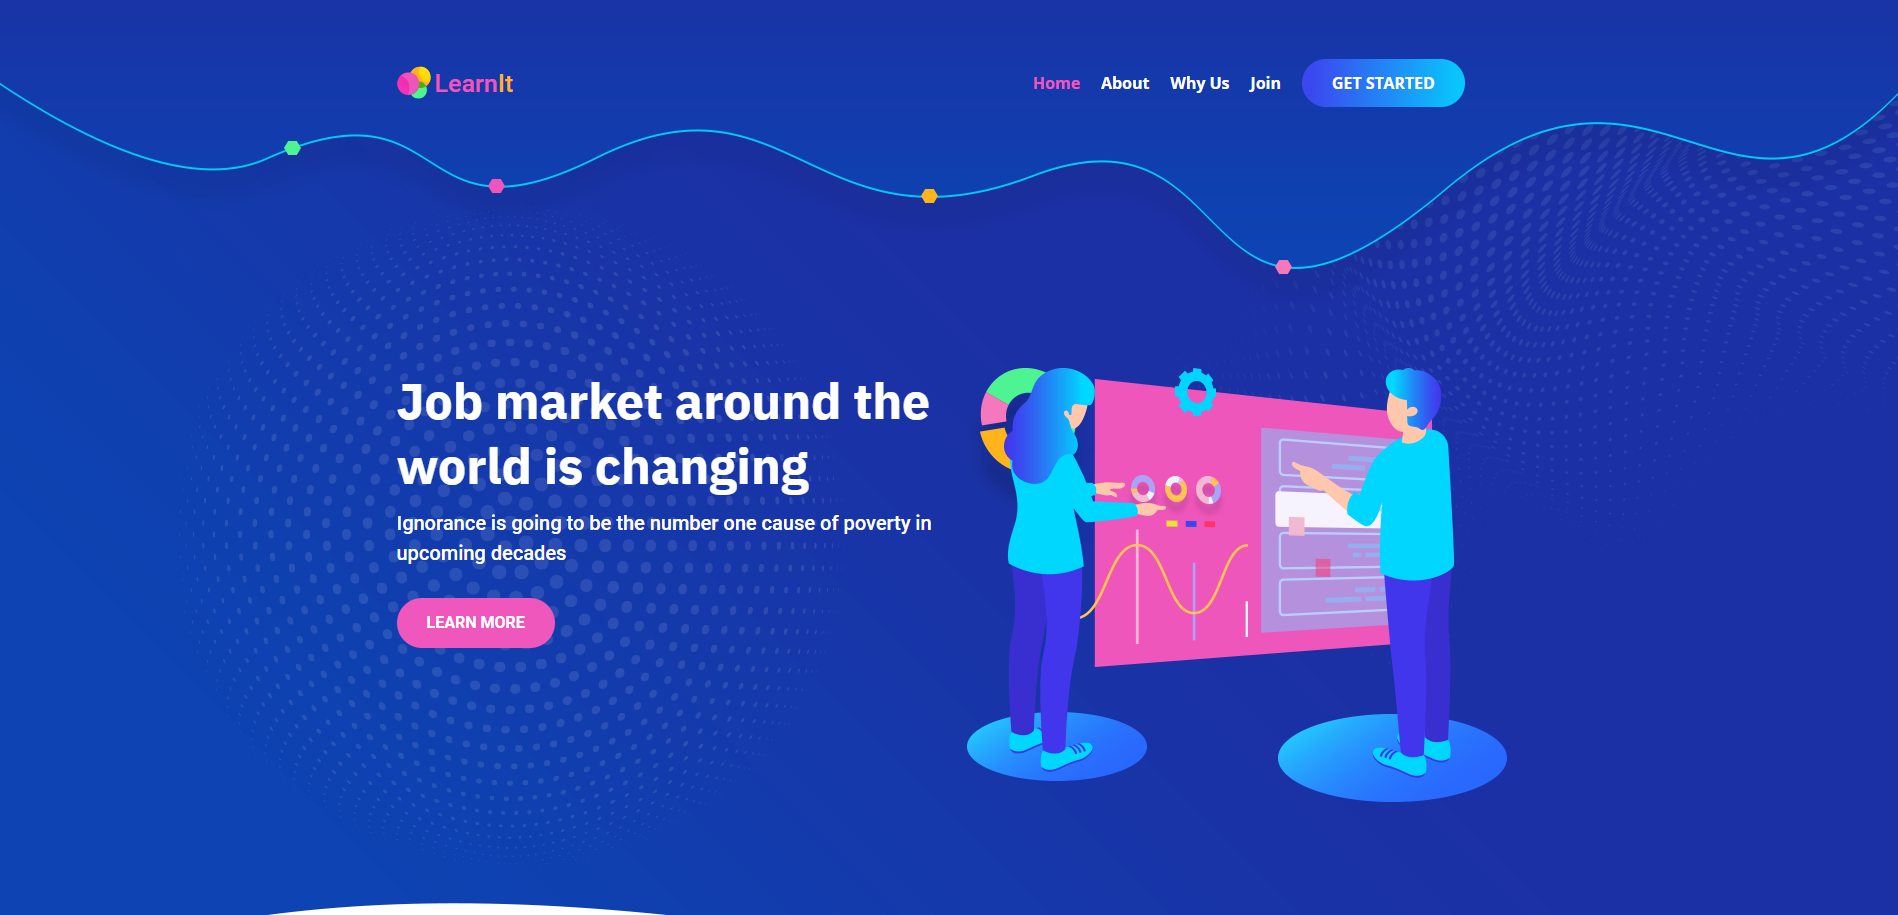 LearnIt
Home About Why Us Join GET STARTED
Job market around the
world is changing
Ignorance is going to be the number one cause of poverty in
upcoming decades
LEARN MORE